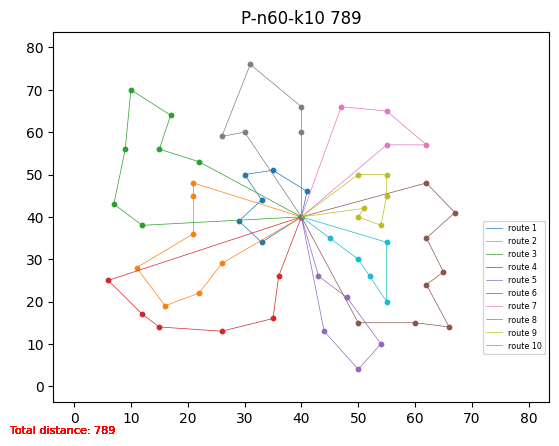 P-n60-k10 789
80
70
60
50
40
30
20
10
0
0 10 20 30 40 50 60 70 80
route 1
route 2
route 3
route 4
route 5
route 6
route 7
route 8
route 9
route 10
Total distance: 789